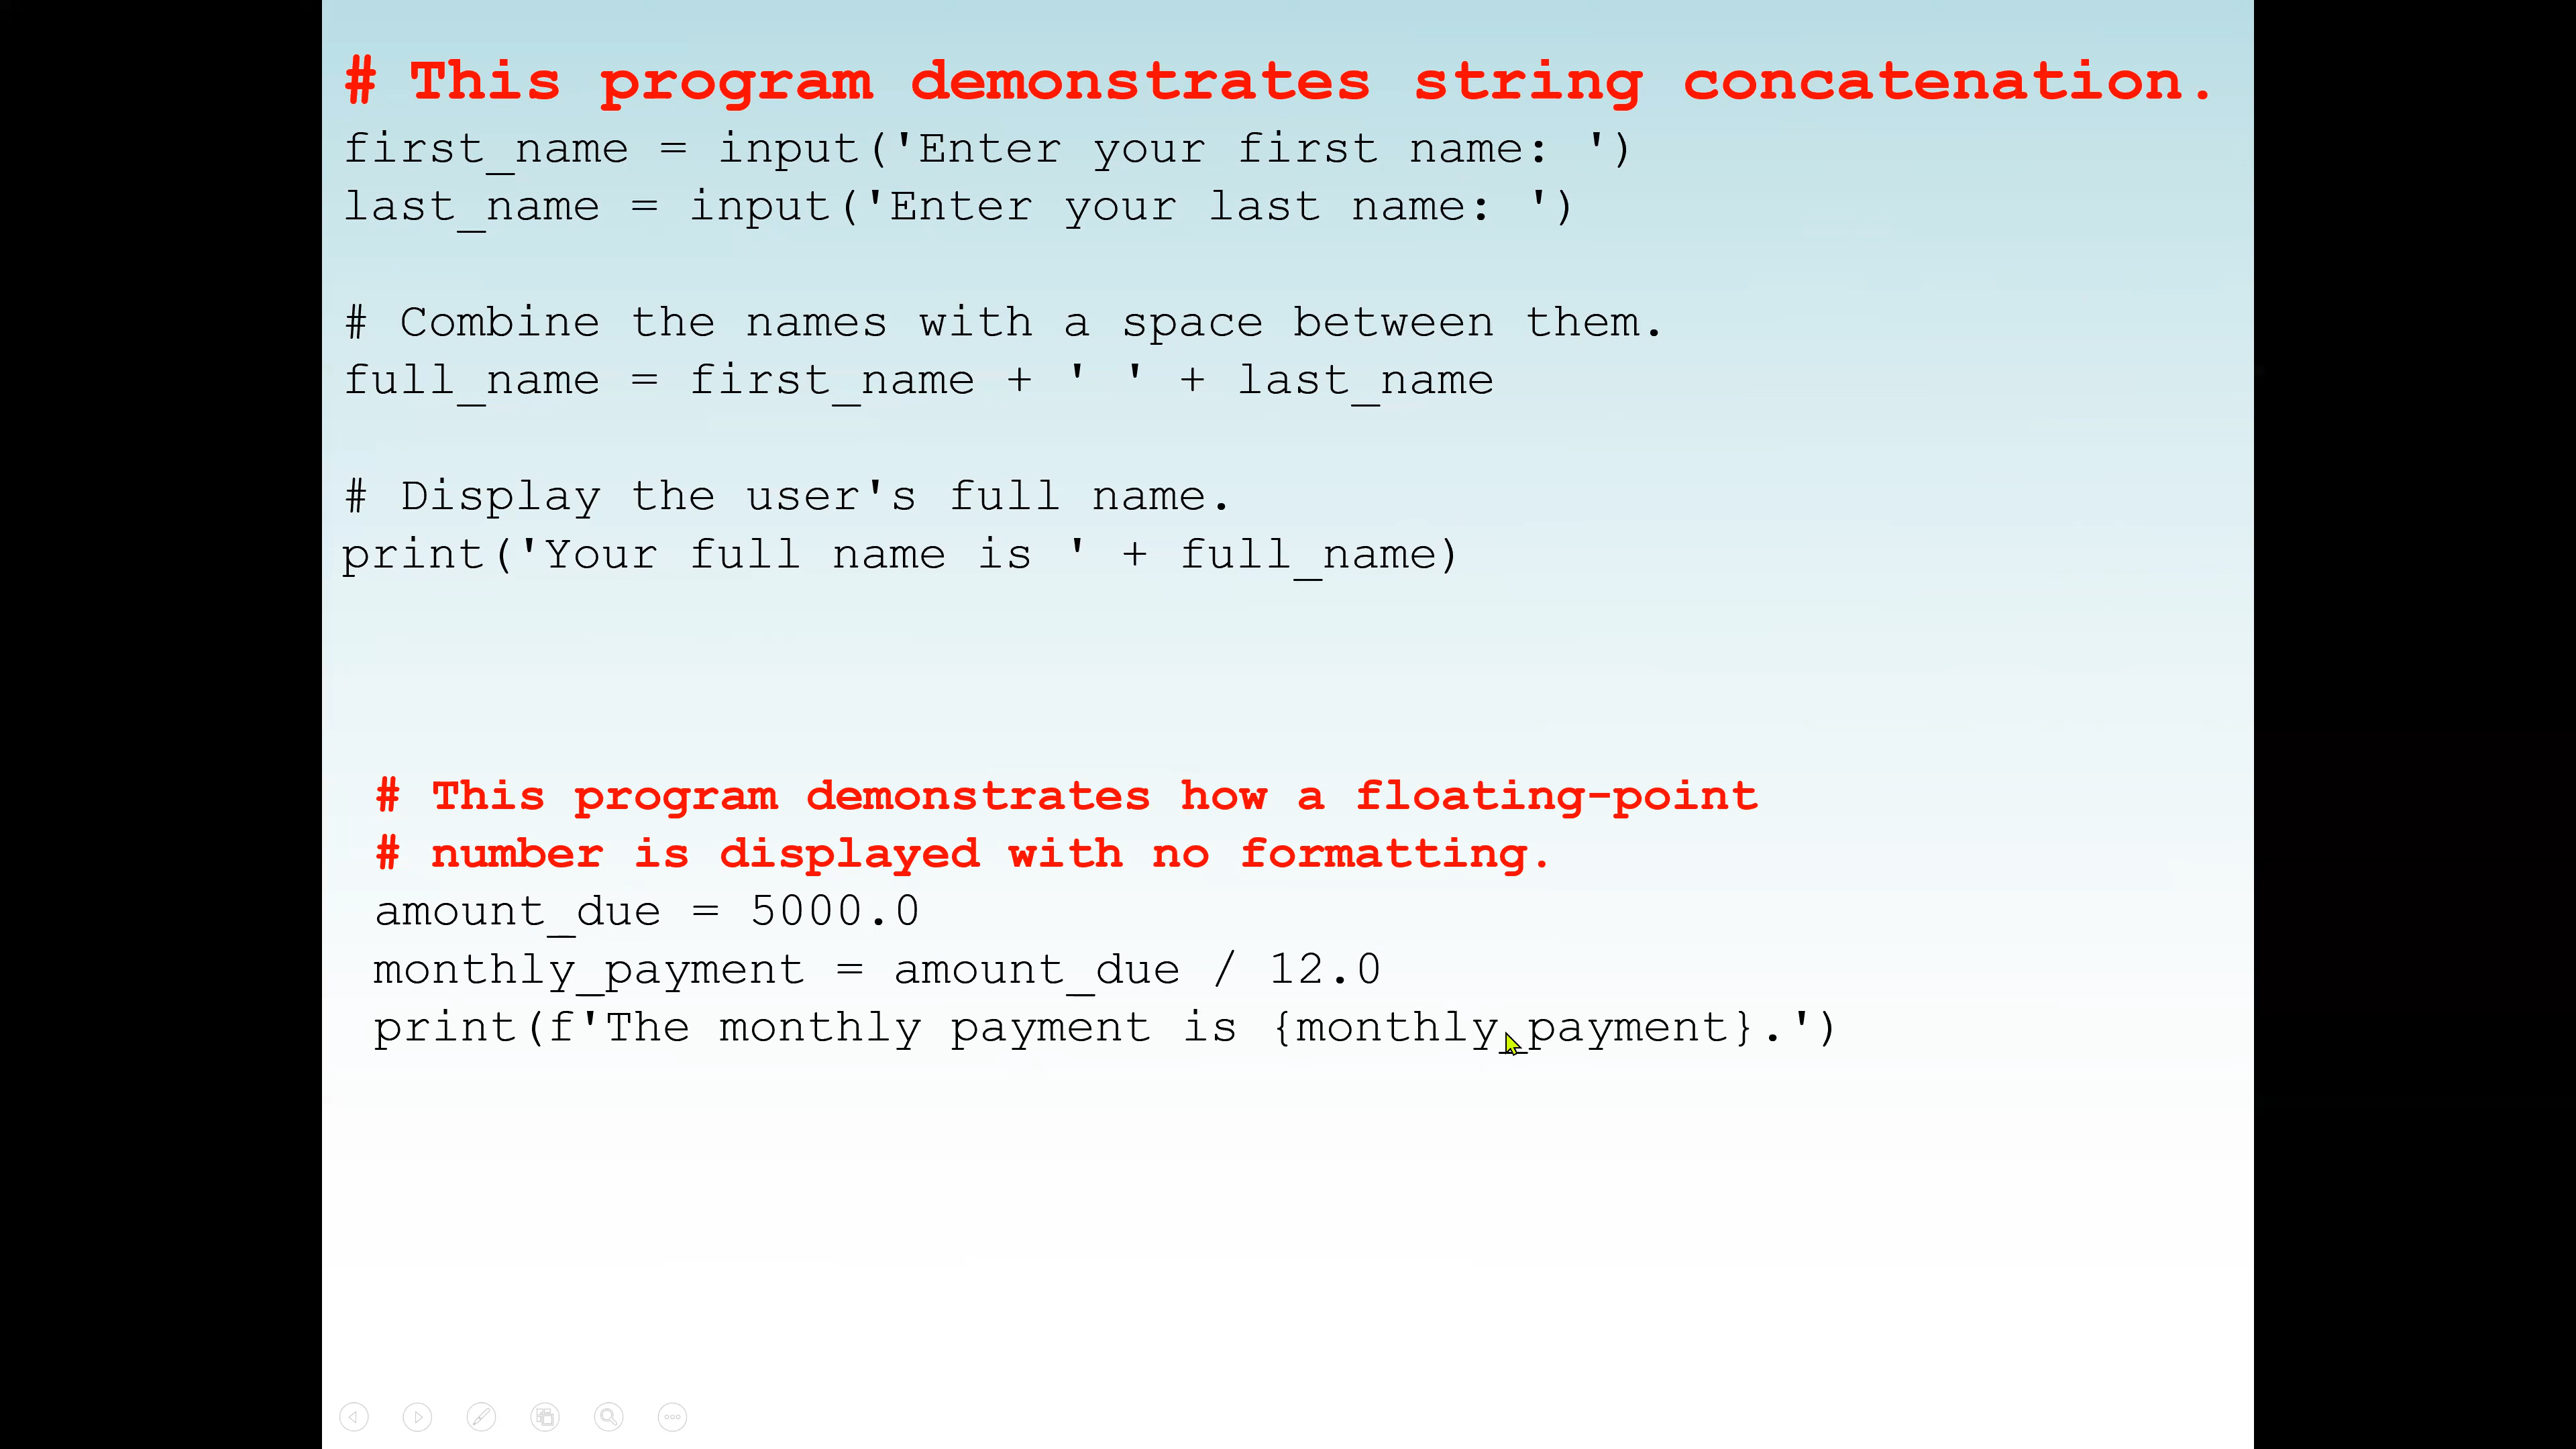 # This program demonstrates string concatenation.
first_name = input('Enter your first name: ')
last_name = input('Enter your last name: ')
# Combine the names with a space between them.
full_name = first_name + ' ' + last_name
# Display the user's full name.
print('Your full name is ' + full_name)
# This program demonstrates how a floating-point
# number is displayed with no formatting.
amount_due = 5000.0
monthly_payment = amount_due / 12.0
print(f'The monthly payment is {monthly_payment}.')